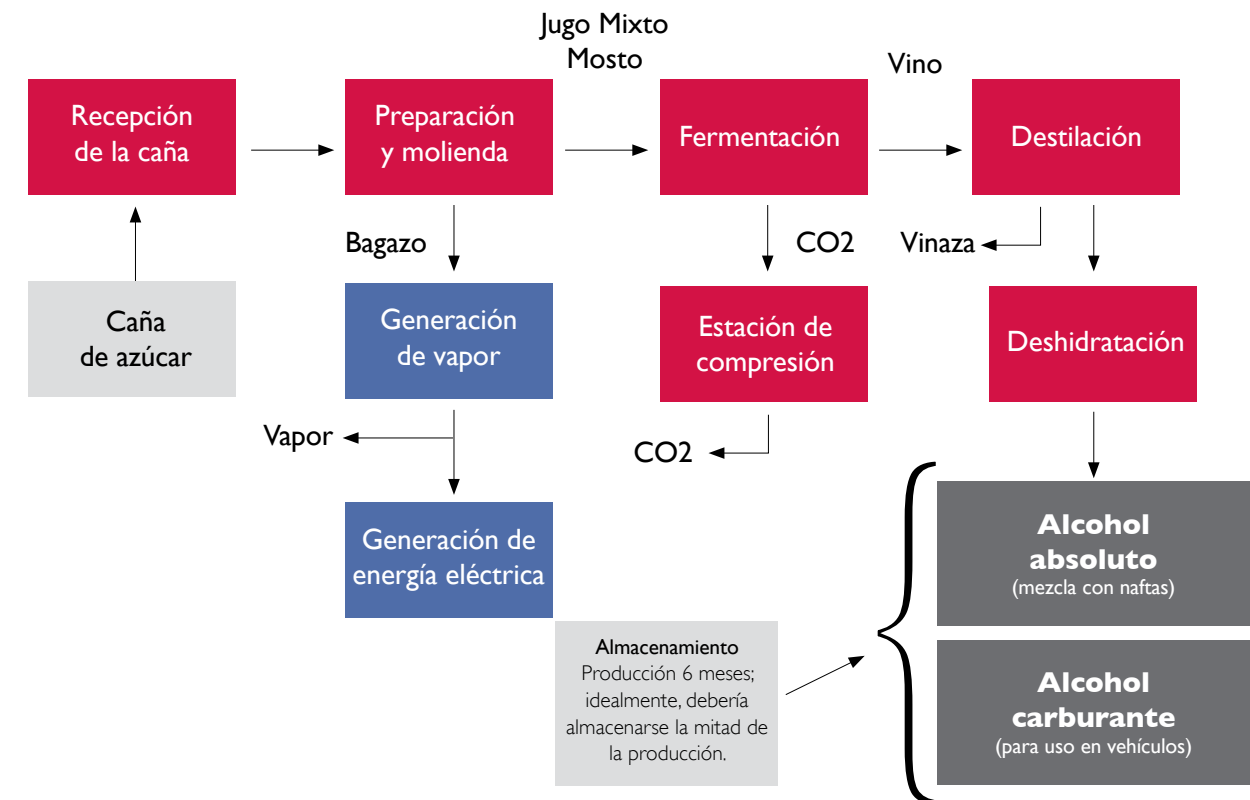 Jugo Mixto
Mosto
Vino
Recepción
de la caña
Preparación
y molienda
Fermentación
Destilación
Bagazo
CO2
Vinaza
Caña
de azúcar
Generación
de vapor
Estación de
compresión
Deshidratación
Vapor
CO2
Generación de
energía eléctrica
Alcohol
absoluto
(mezcla con naftas)
Almacenamiento
Producción 6 meses;
idealmente, debería
almacenarse la mitad de
la producción.
Alcohol
carburante
(para uso en vehículos)